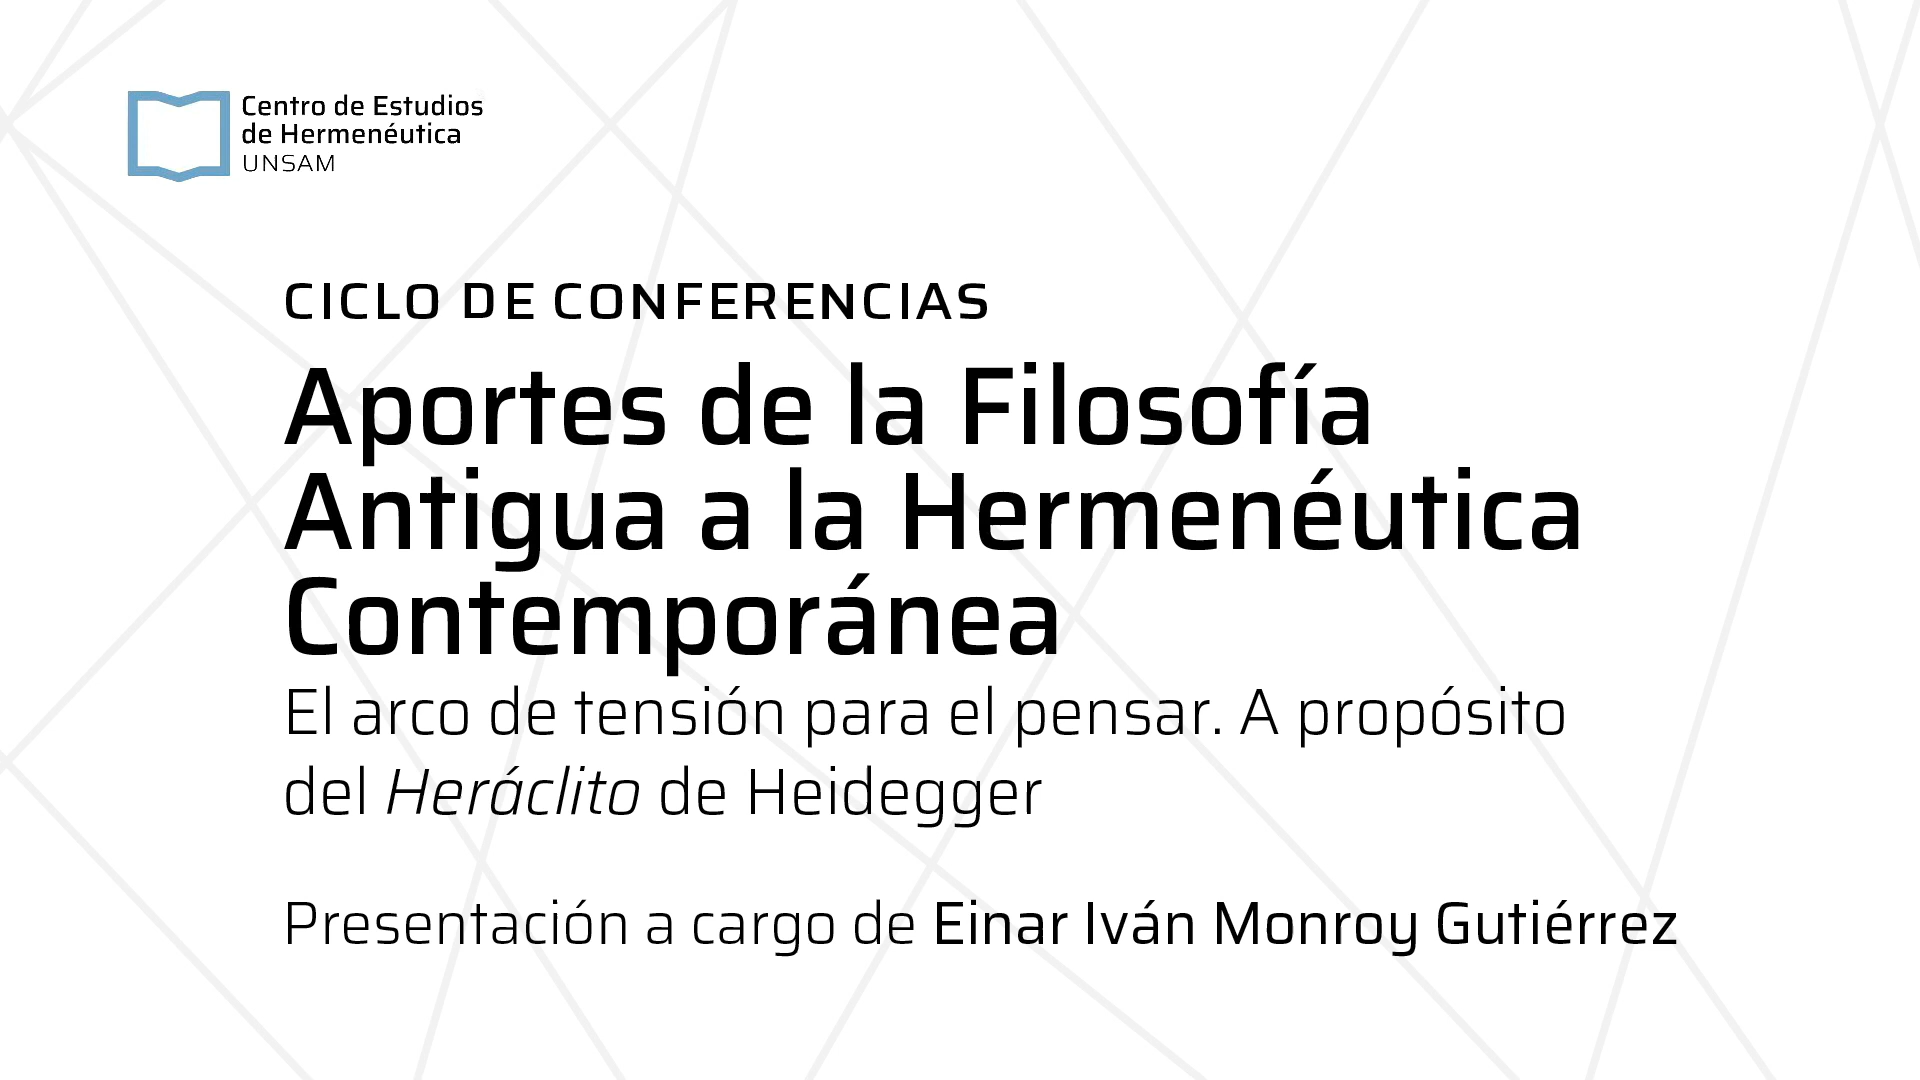 Centro de Estudios
de Hermenéutica
UNSAM
CICLO DE CONFERENCIAS
Aportes de la Filosofía
Antigua a la Hermenéutica
Contemporánea
El arco de tensión para el pensar. A propósito
del Heráclito de Heidegger
Presentación a cargo de Einar Iván Monroy Gutiérrez